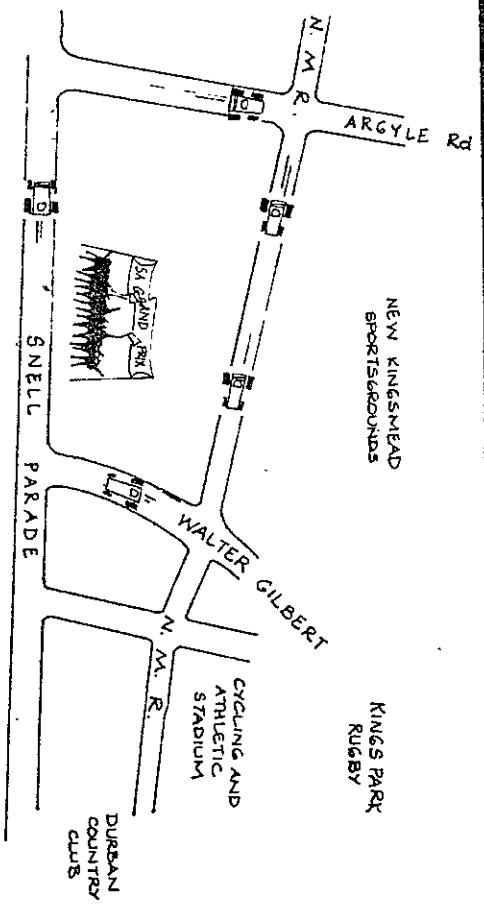 N. M. R.
ARGYLE Rd
NEW KINGSMEAD
SPORTSGROUNDS
SA GRAND PRIX
SNELL PARADE
WALTER GILBERT
N. M. R.
KINGS PARK
RUGBY
CYCLING AND
ATHLETIC
STADIUM
DURBAN
COUNTRY
CLUB